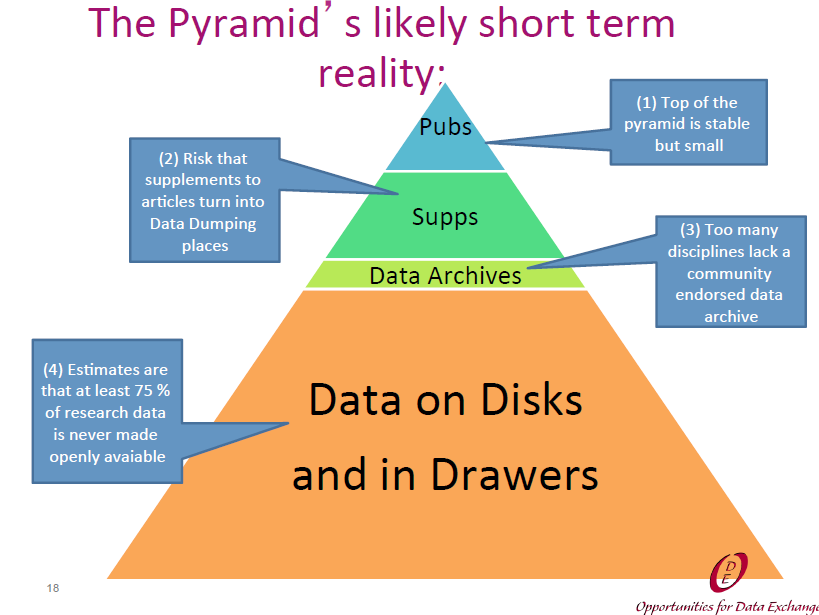 The Pyramid’s likely short term
reality:
Pubs
(1) Top of the
pyramid is stable
but small
(2) Risk that
supplements to
articles turn into
Data Dumping
places
Supps
(3) Too many
disciplines lack a
community
endorsed data
archive
Data Archives
(4) Estimates are
that at least 75 %
of research data
is never made
openly avaiable
Data on Disks
and in Drawers
18
O
D
E
Opportunities for Data Exchange